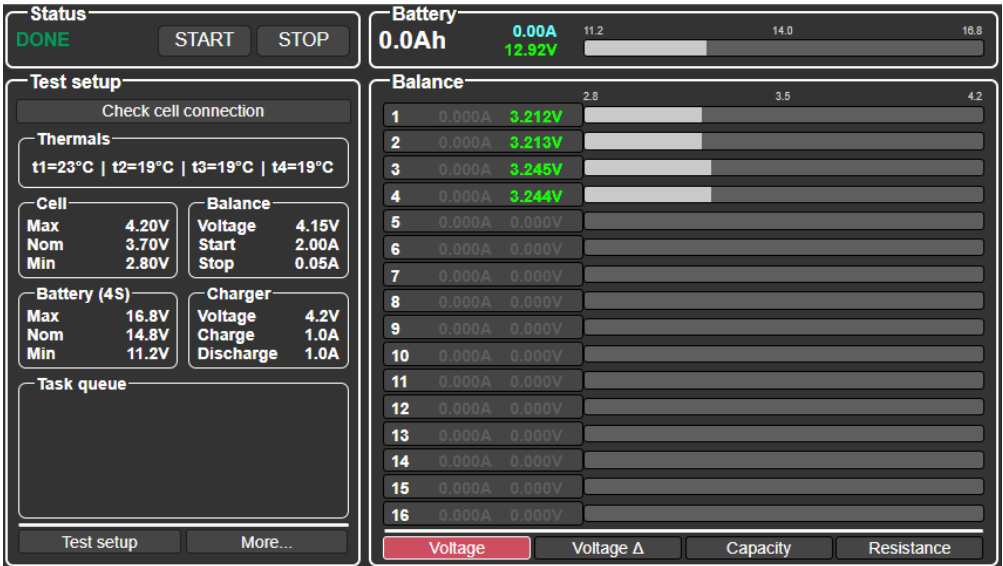 Status
DONE START STOP
Test setup
Check cell connection
Thermals
t1=23°C | t2=19°C | t3=19°C | t4=19°C
Cell
Max 4.20V
Nom 3.70V
Min 2.80V
Balance
Voltage 4.15V
Start 2.00A
Stop 0.05A
Battery (4S)
Max 16.8V
Nom 14.8V
Min 11.2V
Charger
Voltage 4.2V
Charge 1.0A
Discharge 1.0A
Task queue
Test setup More...
Battery
0.0Ah 0.00A 12.92V
11.2 14.0 16.8
Balance
2.8 3.5 4.2
1 0.000A 3.212V
2 0.000A 3.213V
3 0.000A 3.245V
4 0.000A 3.244V
5 0.000A 0.000V
6 0.000A 0.000V
7 0.000A 0.000V
8 0.000A 0.000V
9 0.000A 0.000V
10 0.000A 0.000V
11 0.000A 0.000V
12 0.000A 0.000V
13 0.000A 0.000V
14 0.000A 0.000V
15 0.000A 0.000V
16 0.000A 0.000V
Voltage Voltage Δ Capacity Resistance